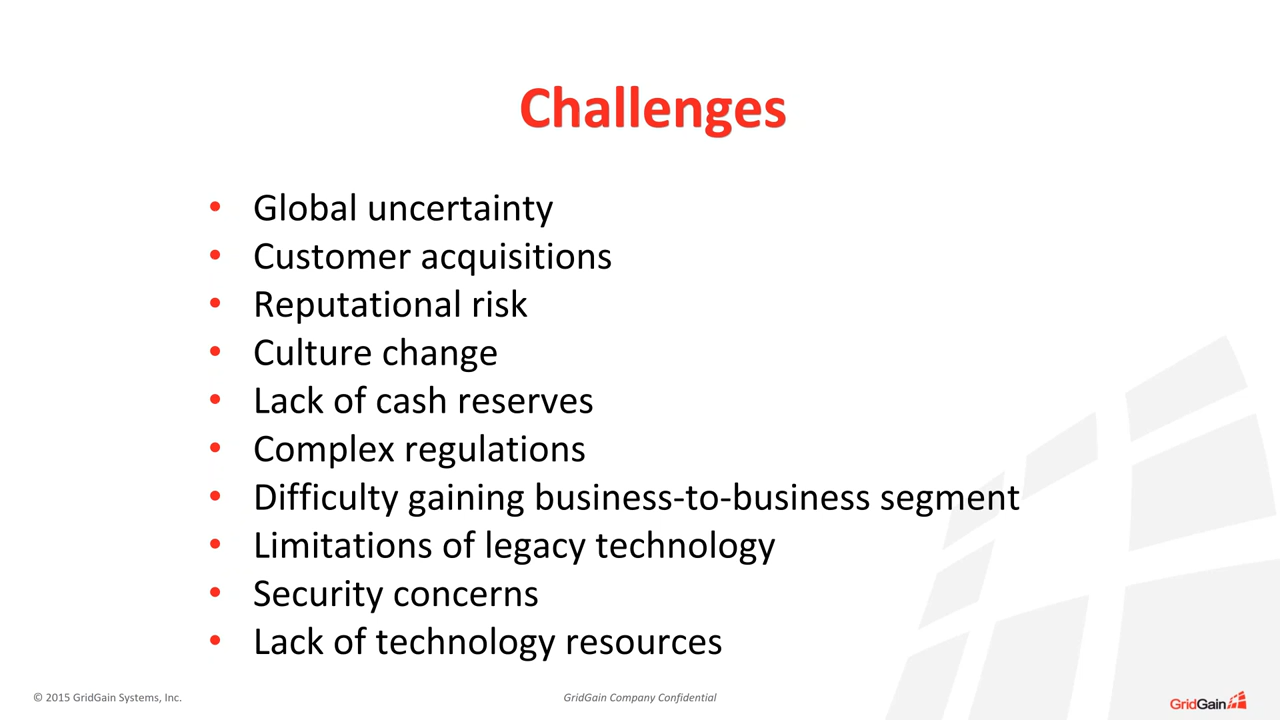 Challenges
• Global uncertainty
• Customer acquisitions
• Reputational risk
• Culture change
• Lack of cash reserves
• Complex regulations
• Difficulty gaining business-to-business segment
• Limitations of legacy technology
• Security concerns
• Lack of technology resources
© 2015 GridGain Systems, Inc.
GridGain Company Confidential
GridGain